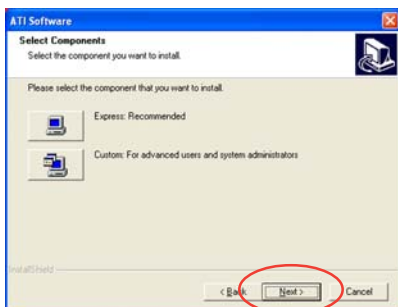 ATI Software
Select Components
Select the component you want to install.
Please select the component that you want to install.
Express: Recommended
Custom: For advanced users and system administrators
InstallShield
< Back
Next >
Cancel